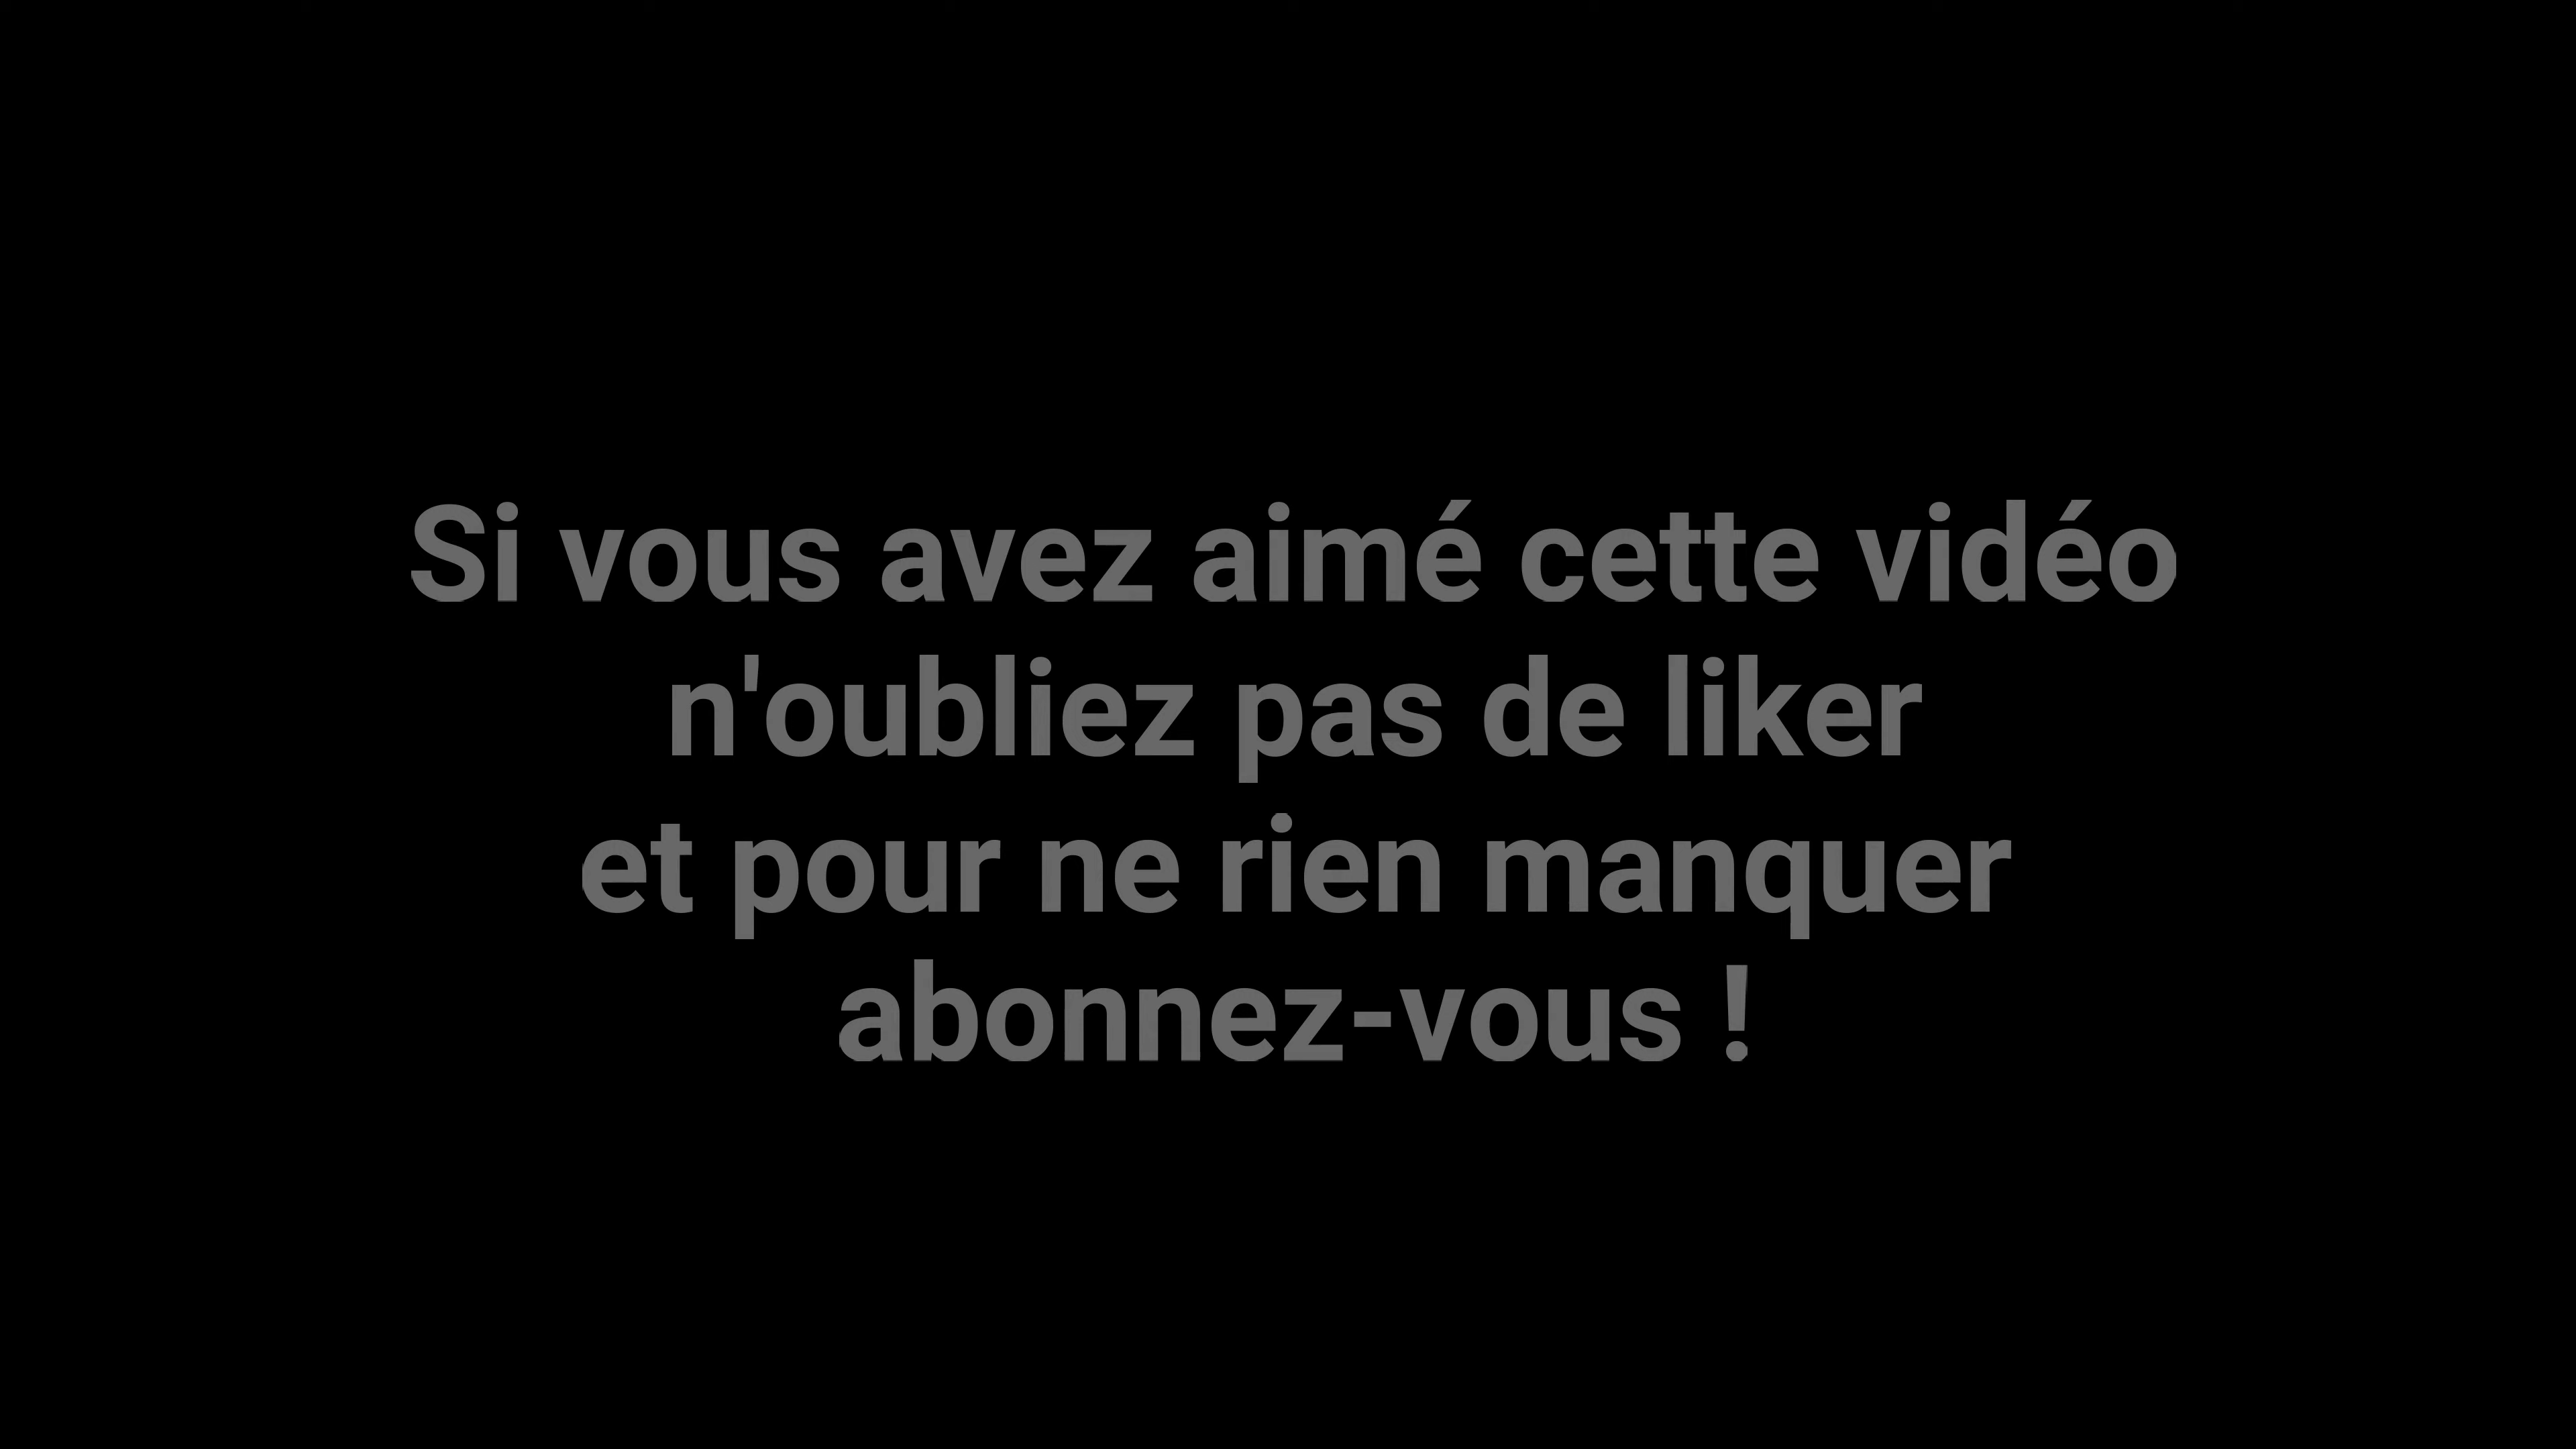 Si vous avez aimé cette vidéo
n'oubliez pas de liker
et pour ne rien manquer
abonnez-vous !